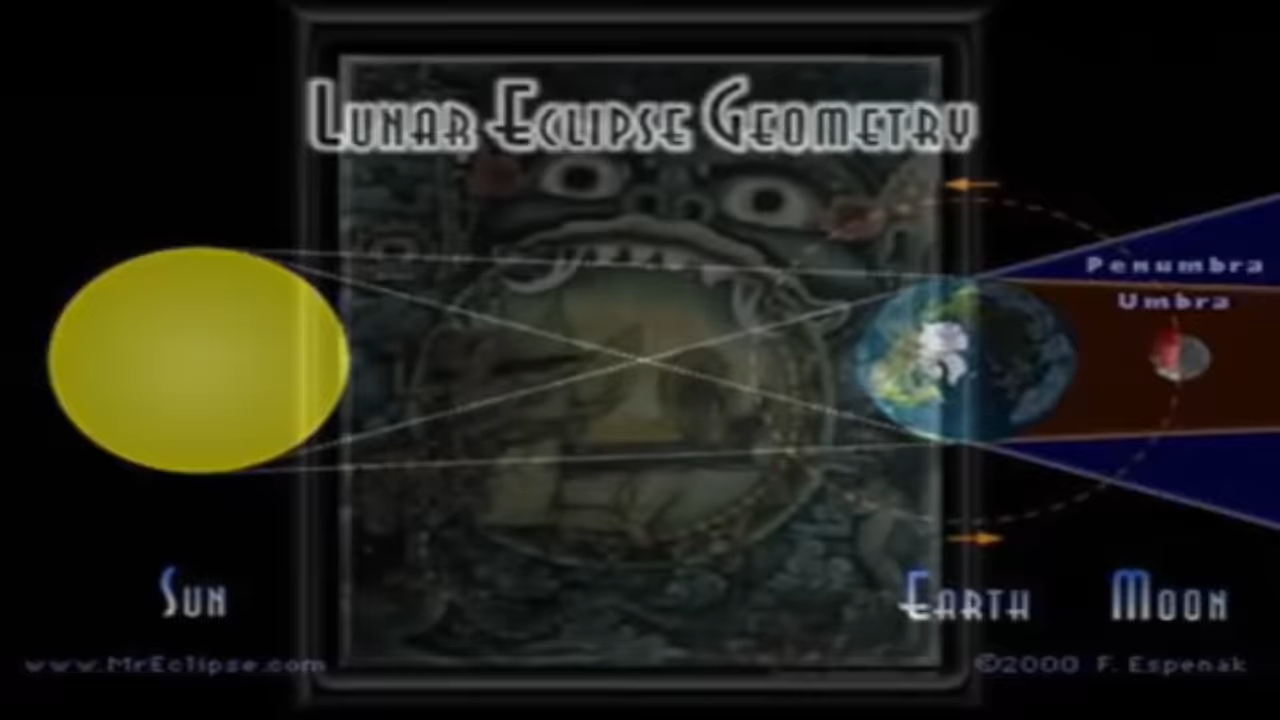 Lunar Eclipse Geometry
Penumbra
Umbra
Sun
Earth
Moon
www.MrEclipse.com
©2000 F. Espenak